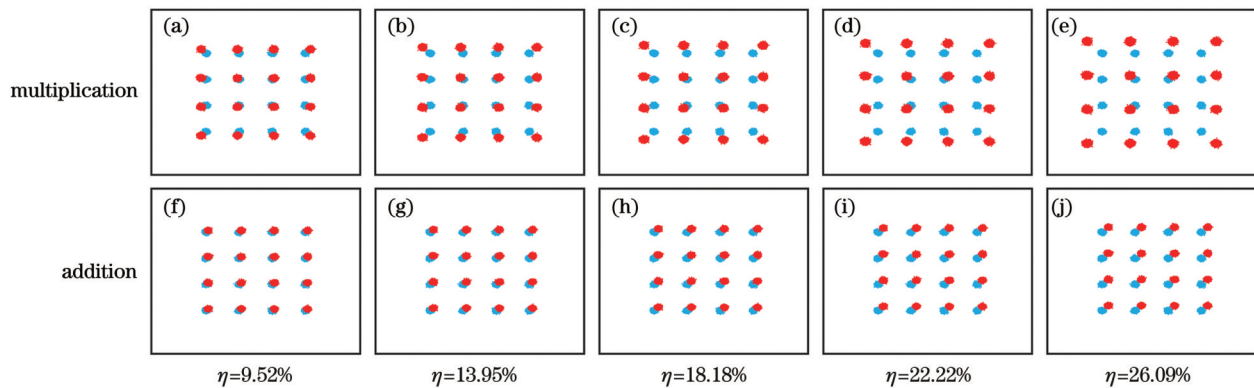 (a) (b) (c) (d) (e)
multiplication
(f) (g) (h) (i) (j)
addition
η=9.52% η=13.95% η=18.18% η=22.22% η=26.09%